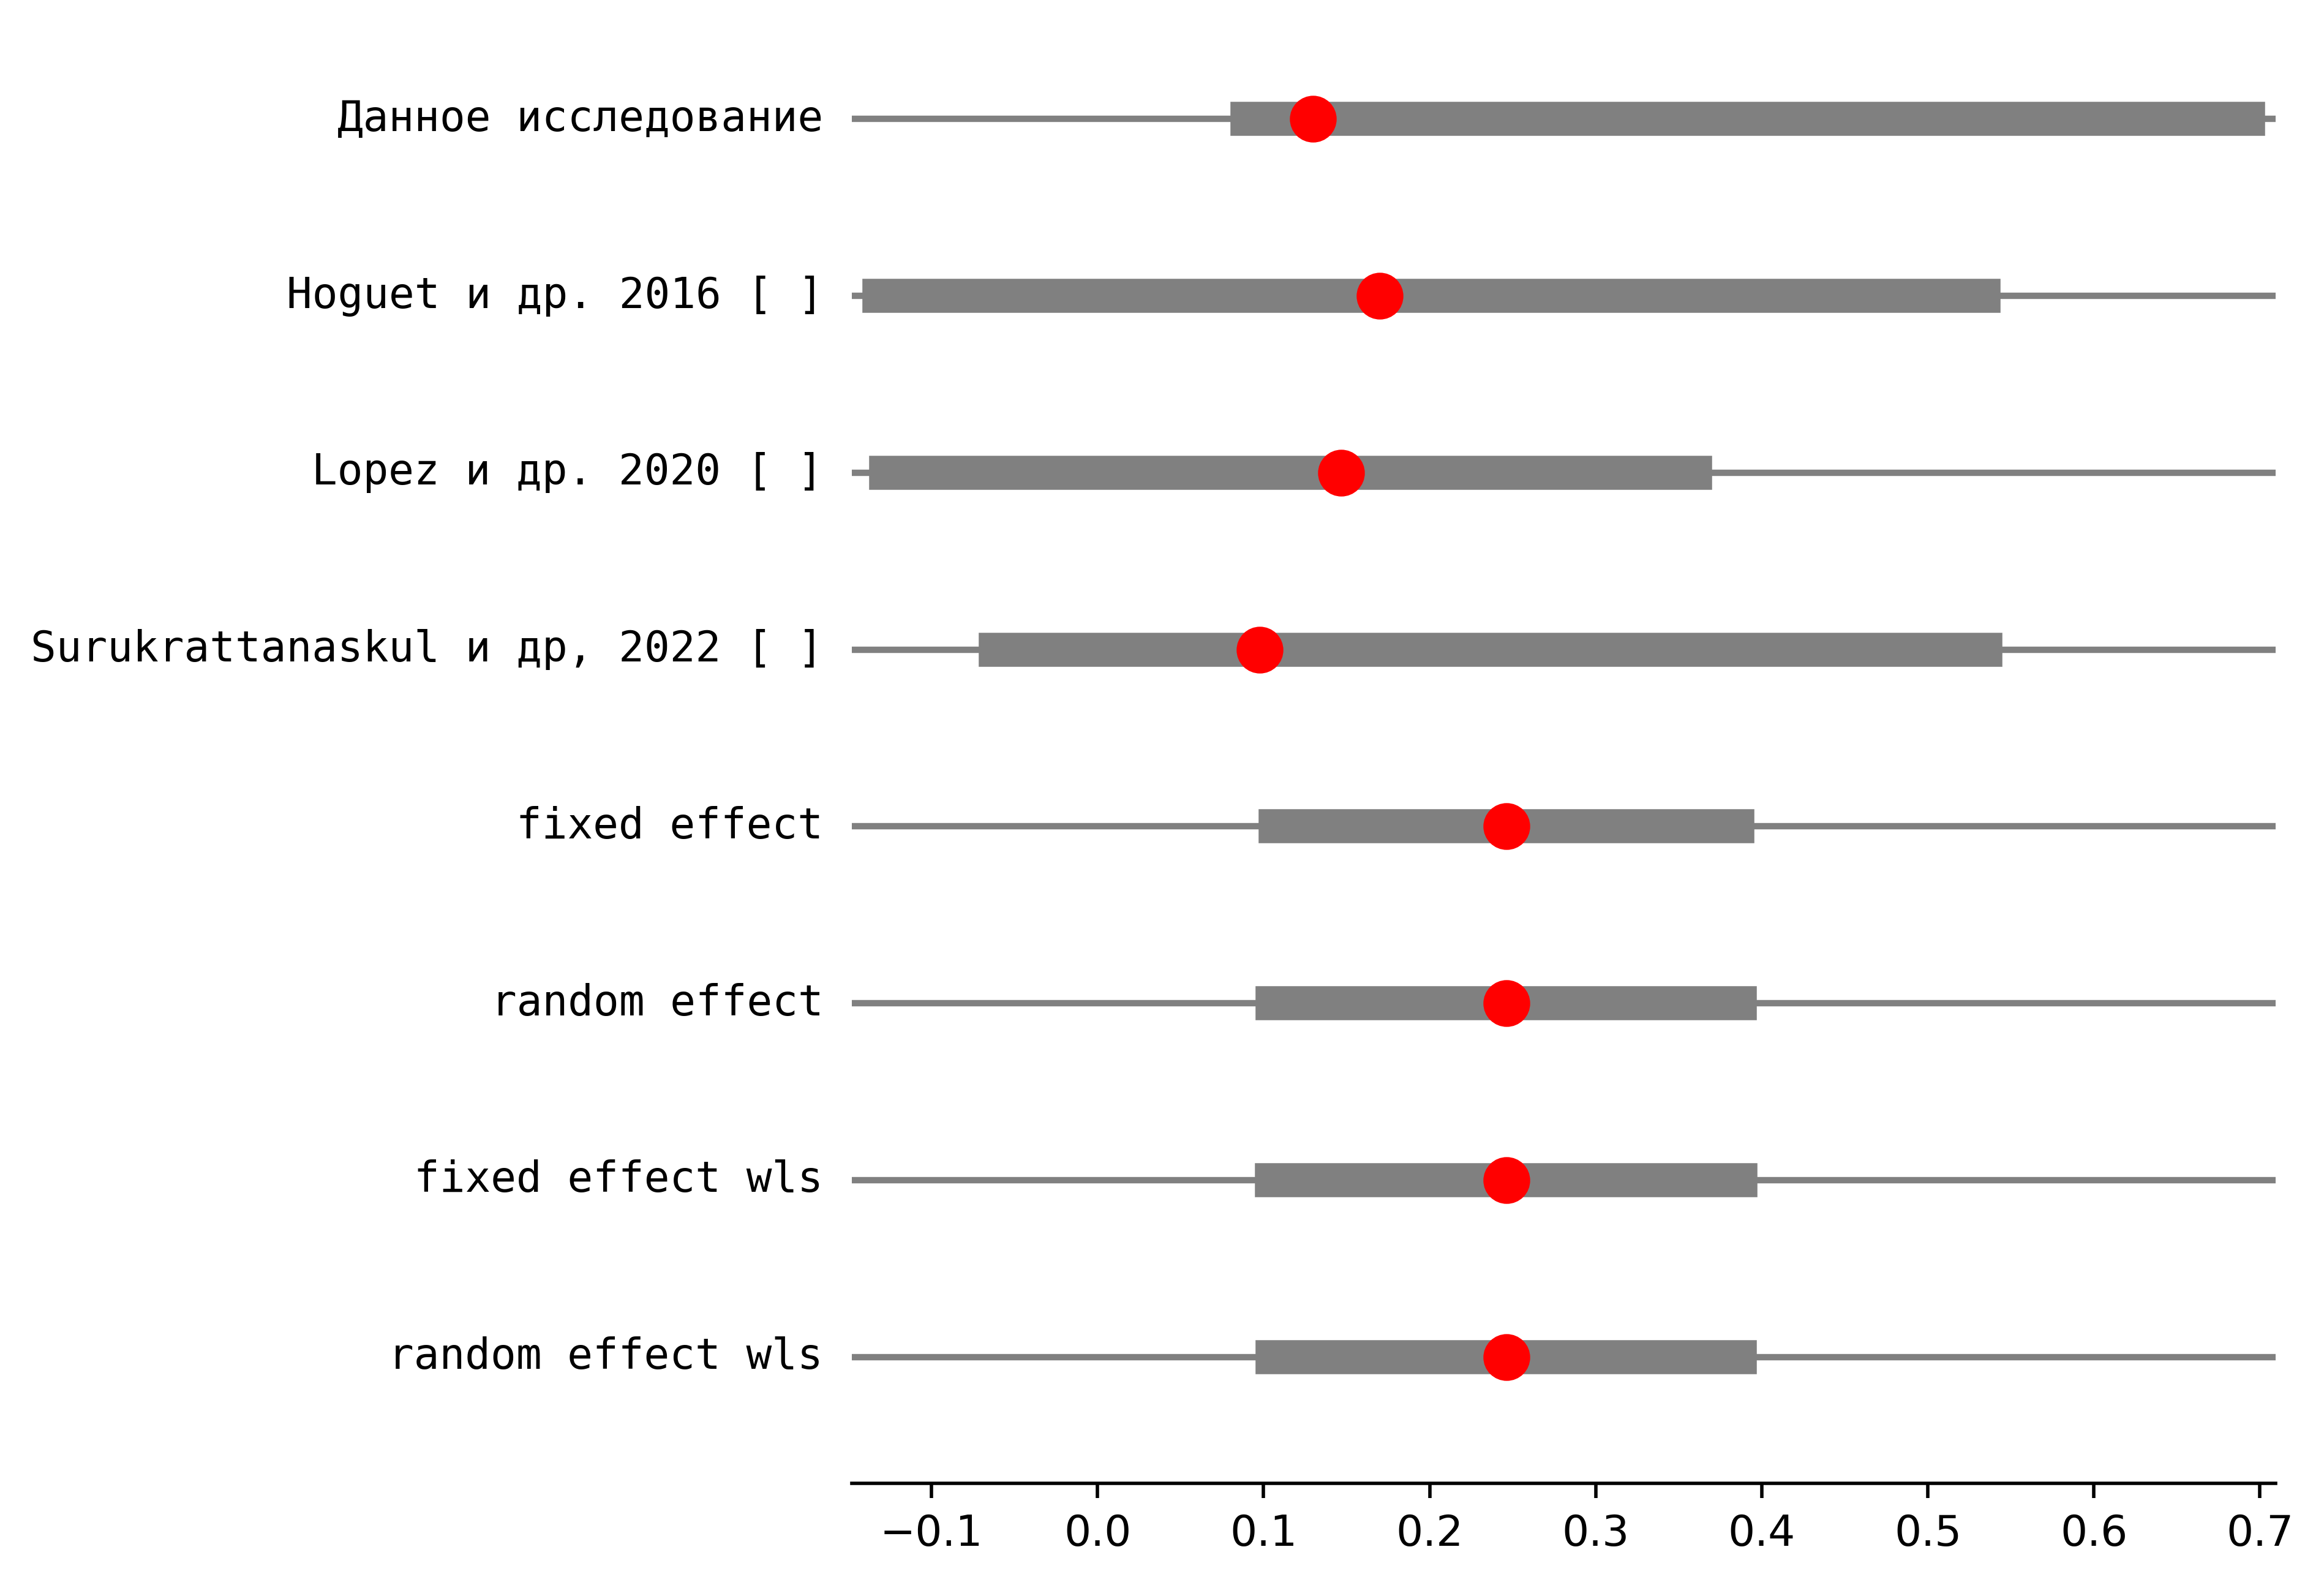 Данное исследование
Hoguet и др. 2016 [ ]
Lopez и др. 2020 [ ]
Surukrattanaskul и др, 2022 [ ]
fixed effect
random effect
fixed effect wls
random effect wls
−0.1 0.0 0.1 0.2 0.3 0.4 0.5 0.6 0.7